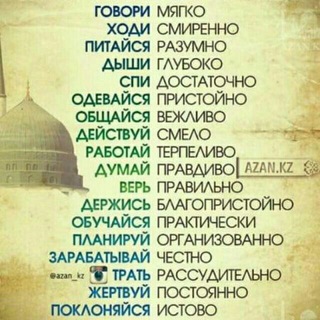 ГОВОРИ МЯГКО
ХОДИ СМИРЕННО
ПИТАЙСЯ РАЗУМНО
ДЫШИ ГЛУБОКО
СПИ ДОСТАТОЧНО
ОДЕВАЙСЯ ПРИСТОЙНО
ОБЩАЙСЯ ВЕЖЛИВО
ДЕЙСТВУЙ СМЕЛО
РАБОТАЙ ТЕРПЕЛИВО
ДУМАЙ ПРАВДИВО
AZAN.KZ
ВЕРЬ ПРАВИЛЬНО
ДЕРЖИСЬ БЛАГОПРИСТОЙНО
ОБУЧАЙСЯ ПРАКТИЧЕСКИ
ПЛАНИРУЙ ОРГАНИЗОВАННО
ЗАРАБАТЫВАЙ ЧЕСТНО
@azan_kz ТРАТЬ РАССУДИТЕЛЬНО
ЖЕРТВУЙ ПОСТОЯННО
ПОКЛОНЯЙСЯ ИСТОВО